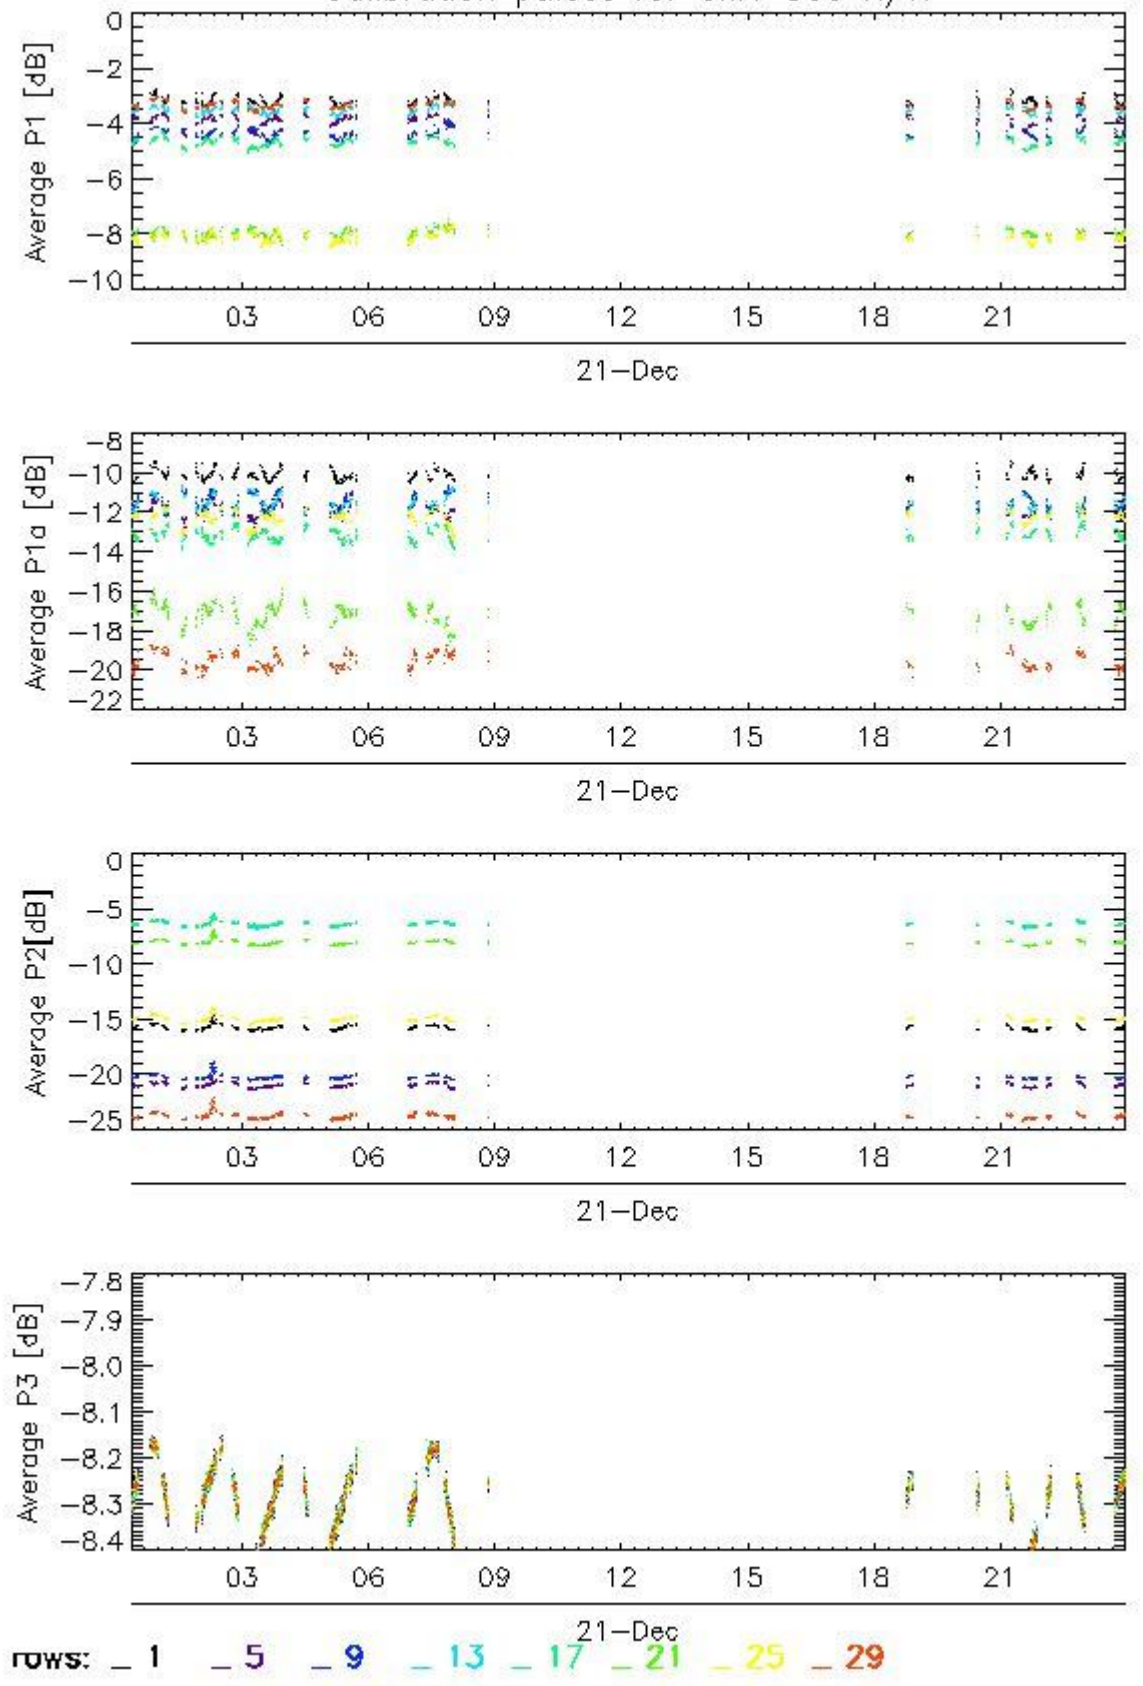 0
−2
−4
−6
−8
−10
Average P1 [dB]
03 06 09 12 15 18 21
21−Dec
−8
−10
−12
−14
−16
−18
−20
−22
Average P1a [dB]
03 06 09 12 15 18 21
21−Dec
0
−5
−10
−15
−20
−25
Average P2[dB]
03 06 09 12 15 18 21
21−Dec
−7.8
−7.9
−8.0
−8.1
−8.2
−8.3
−8.4
Average P3 [dB]
03 06 09 12 15 18 21
21−Dec
rows: _ 1 _ 5 _ 9 _ 13 _ 17 _ 21 _ 25 _ 29